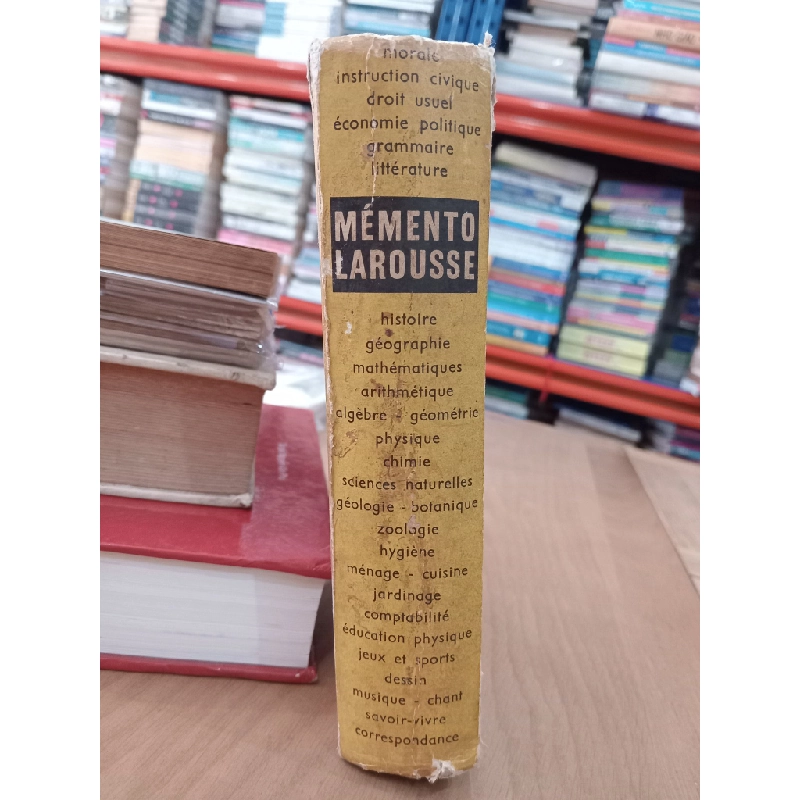 morale
instruction civique
droit usuel
économie politique
grammaire
littérature
MÉMENTO
LAROUSSE
histoire
géographie
mathématiques
arithmétique
algèbre - géométrie
physique
chimie
sciences naturelles
géologie - botanique
zoologie
hygiène
ménage - cuisine
jardinage
comptabilité
éducation physique
jeux et sports
dessin
musique - chant
savoir-vivre
correspondance